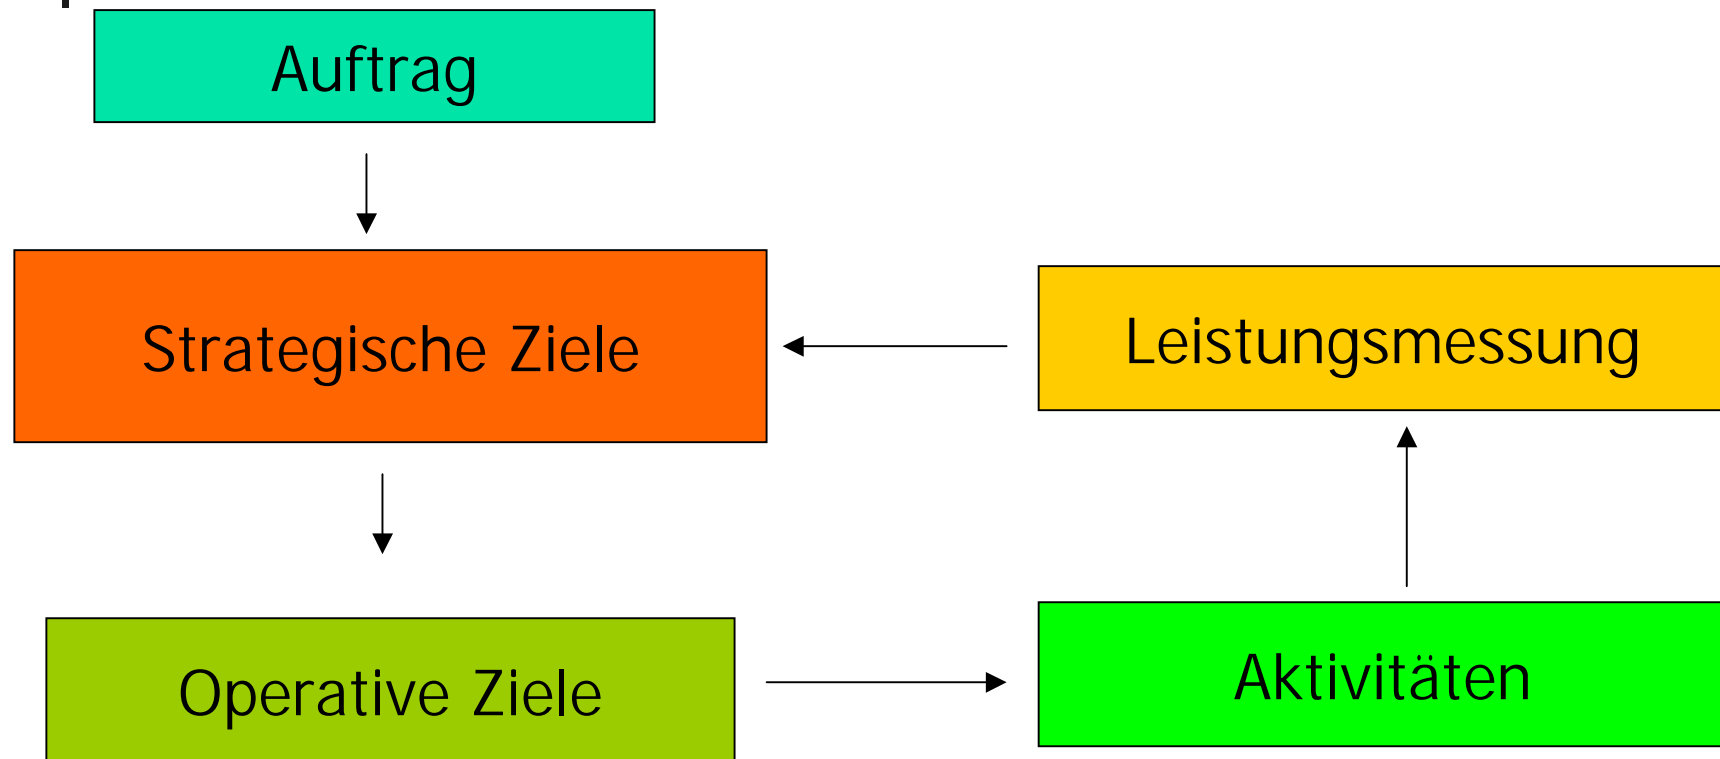 Auftrag
Strategische Ziele
Leistungsmessung
Operative Ziele
Aktivitäten